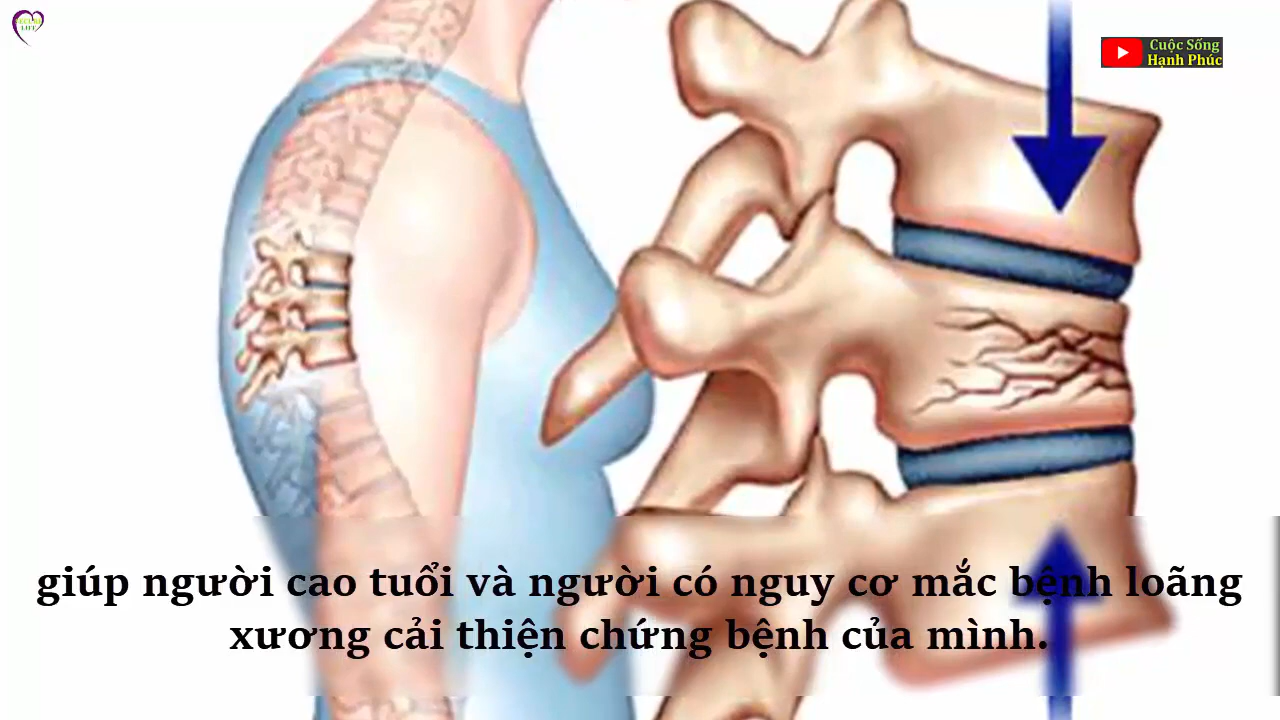 Cuộc Sống
Hạnh Phúc
giúp người cao tuổi và người có nguy cơ mắc bệnh loãng
xương cải thiện chứng bệnh của mình.